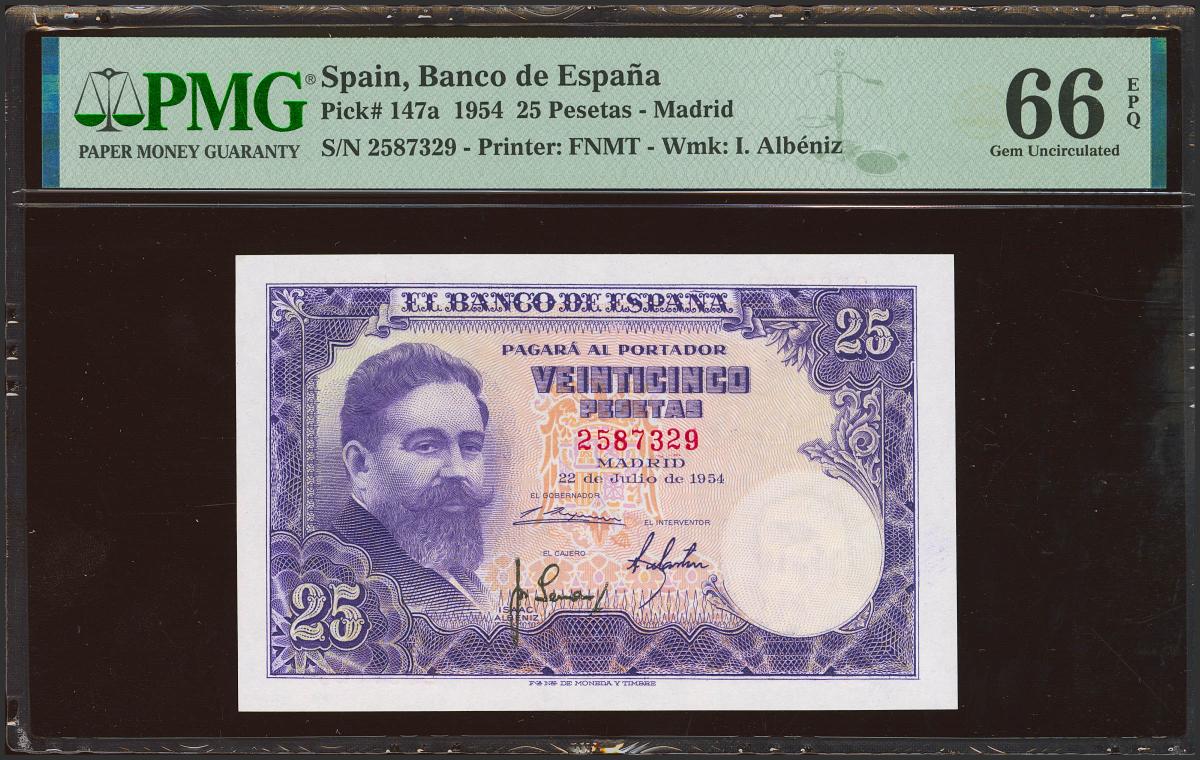 PMG®
PAPER MONEY GUARANTY
Spain, Banco de España
Pick# 147a 1954 25 Pesetas - Madrid
S/N 2587329 - Printer: FNMT - Wmk: I. Albéniz
66 EPQ
Gem Uncirculated
EL BANCO DE ESPAÑA
25
PAGARÁ AL PORTADOR
VEINTICINCO
PESETAS
2587329
MADRID
22 de Julio de 1954
EL GOBERNADOR
EL INTERVENTOR
EL CAJERO
ISAAC
ALBENIZ
25
DE MONEDA Y TIMBRE